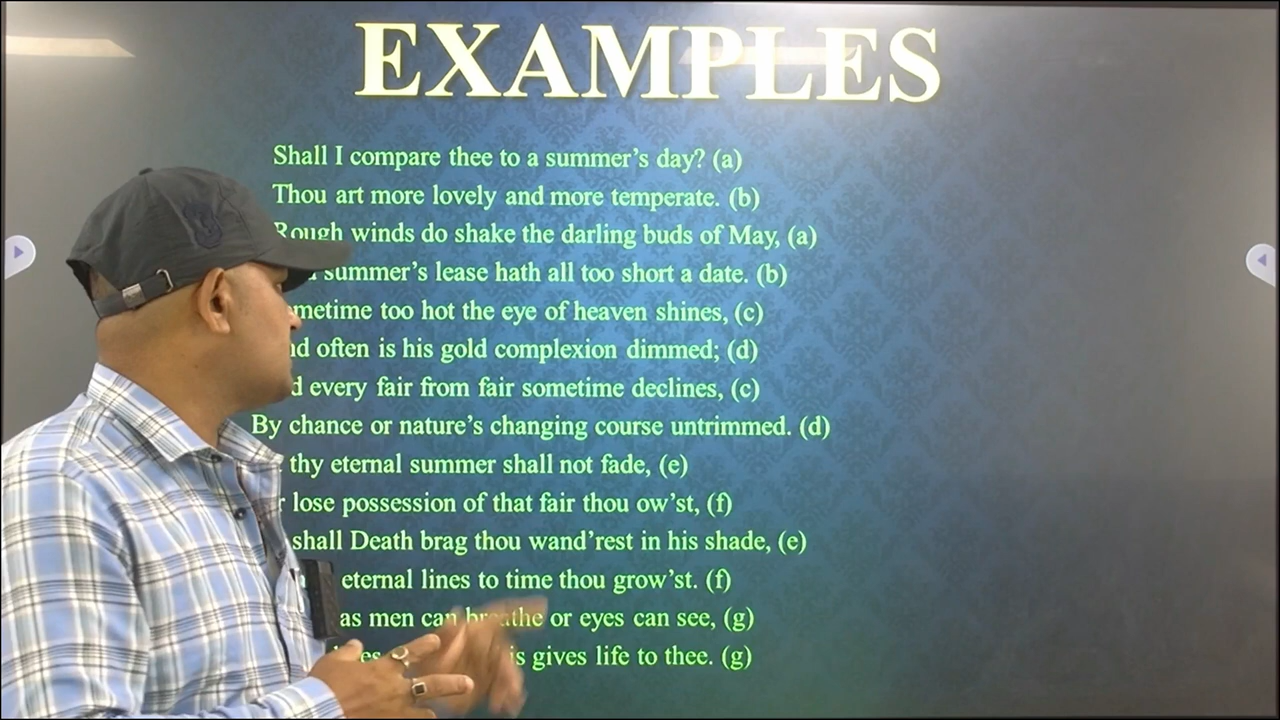 EXAMPLES
Shall I compare thee to a summer's day? (a)
Thou art more lovely and more temperate. (b)
Rough winds do shake the darling buds of May, (a)
summer's lease hath all too short a date. (b)
metime too hot the eye of heaven shines, (c)
nd often is his gold complexion dimmed; (d)
d every fair from fair sometime declines, (c)
By chance or nature's changing course untrimmed. (d)
thy eternal summer shall not fade, (e)
r lose possession of that fair thou ow'st, (f)
shall Death brag thou wand'rest in his shade, (e)
eternal lines to time thou grow'st. (f)
as men can breathe or eyes can see, (g)
is gives life to thee. (g)